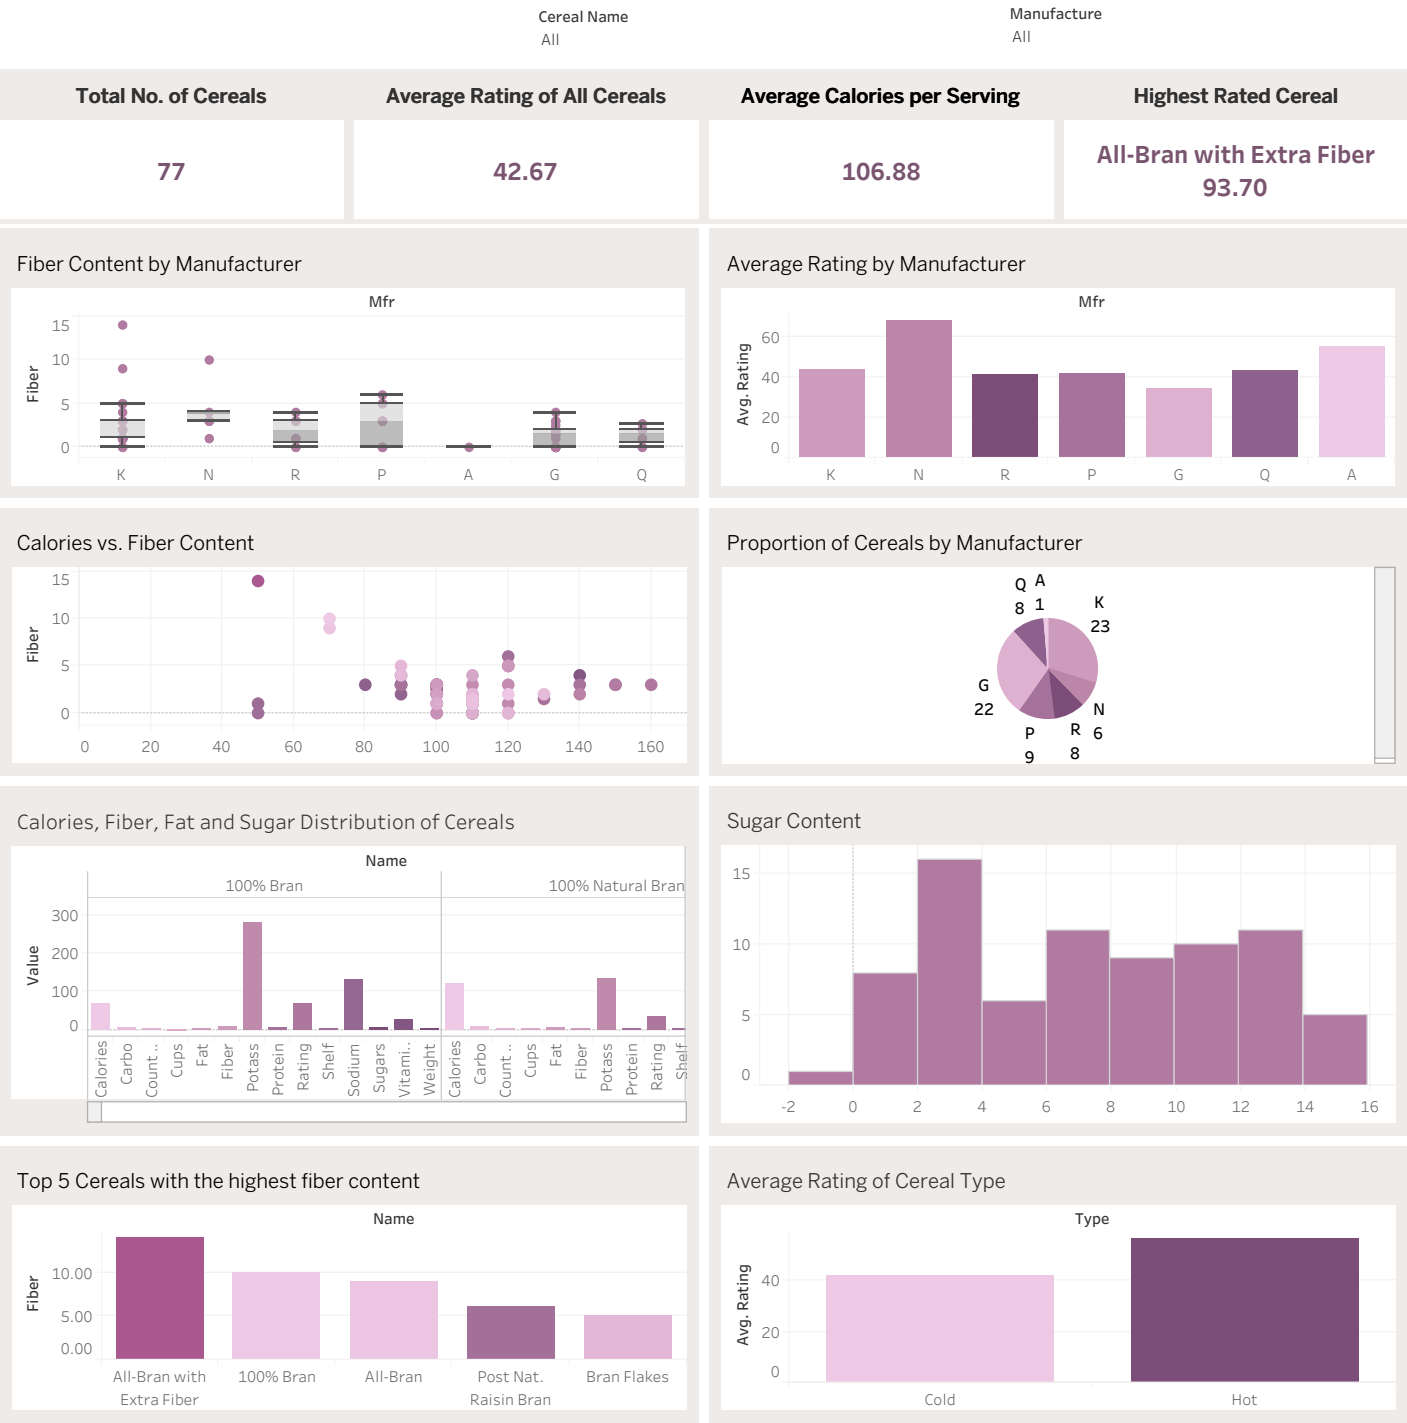 Cereal Name
All
Manufacture
All
Total No. of Cereals
Average Rating of All Cereals
Average Calories per Serving
Highest Rated Cereal
77
42.67
106.88
All-Bran with Extra Fiber
93.70
Fiber Content by Manufacturer
Mfr
Fiber
15
10
5
0
K N R P A G Q
Average Rating by Manufacturer
Mfr
Avg. Rating
60
40
20
0
K N R P G Q A
Calories vs. Fiber Content
Fiber
15
10
5
0
0 20 40 60 80 100 120 140 160
Proportion of Cereals by Manufacturer
Q
8
A
1
K
23
G
22
N
6
P
9
R
8
Calories, Fiber, Fat and Sugar Distribution of Cereals
Name
100% Bran
100% Natural Bran
Value
300
200
100
0
Calories Carbo Count .. Cups Fat Fiber Potass Protein Rating Shelf Sodium Sugars Vitami.. Weight Calories Carbo Count .. Cups Fat Fiber Potass Protein Rating Shelf
Sugar Content
15
10
5
0
-2 0 2 4 6 8 10 12 14 16
Top 5 Cereals with the highest fiber content
Name
Fiber
10.00
5.00
0.00
All-Bran with
Extra Fiber
100% Bran
All-Bran
Post Nat.
Raisin Bran
Bran Flakes
Average Rating of Cereal Type
Type
Avg. Rating
40
20
0
Cold Hot